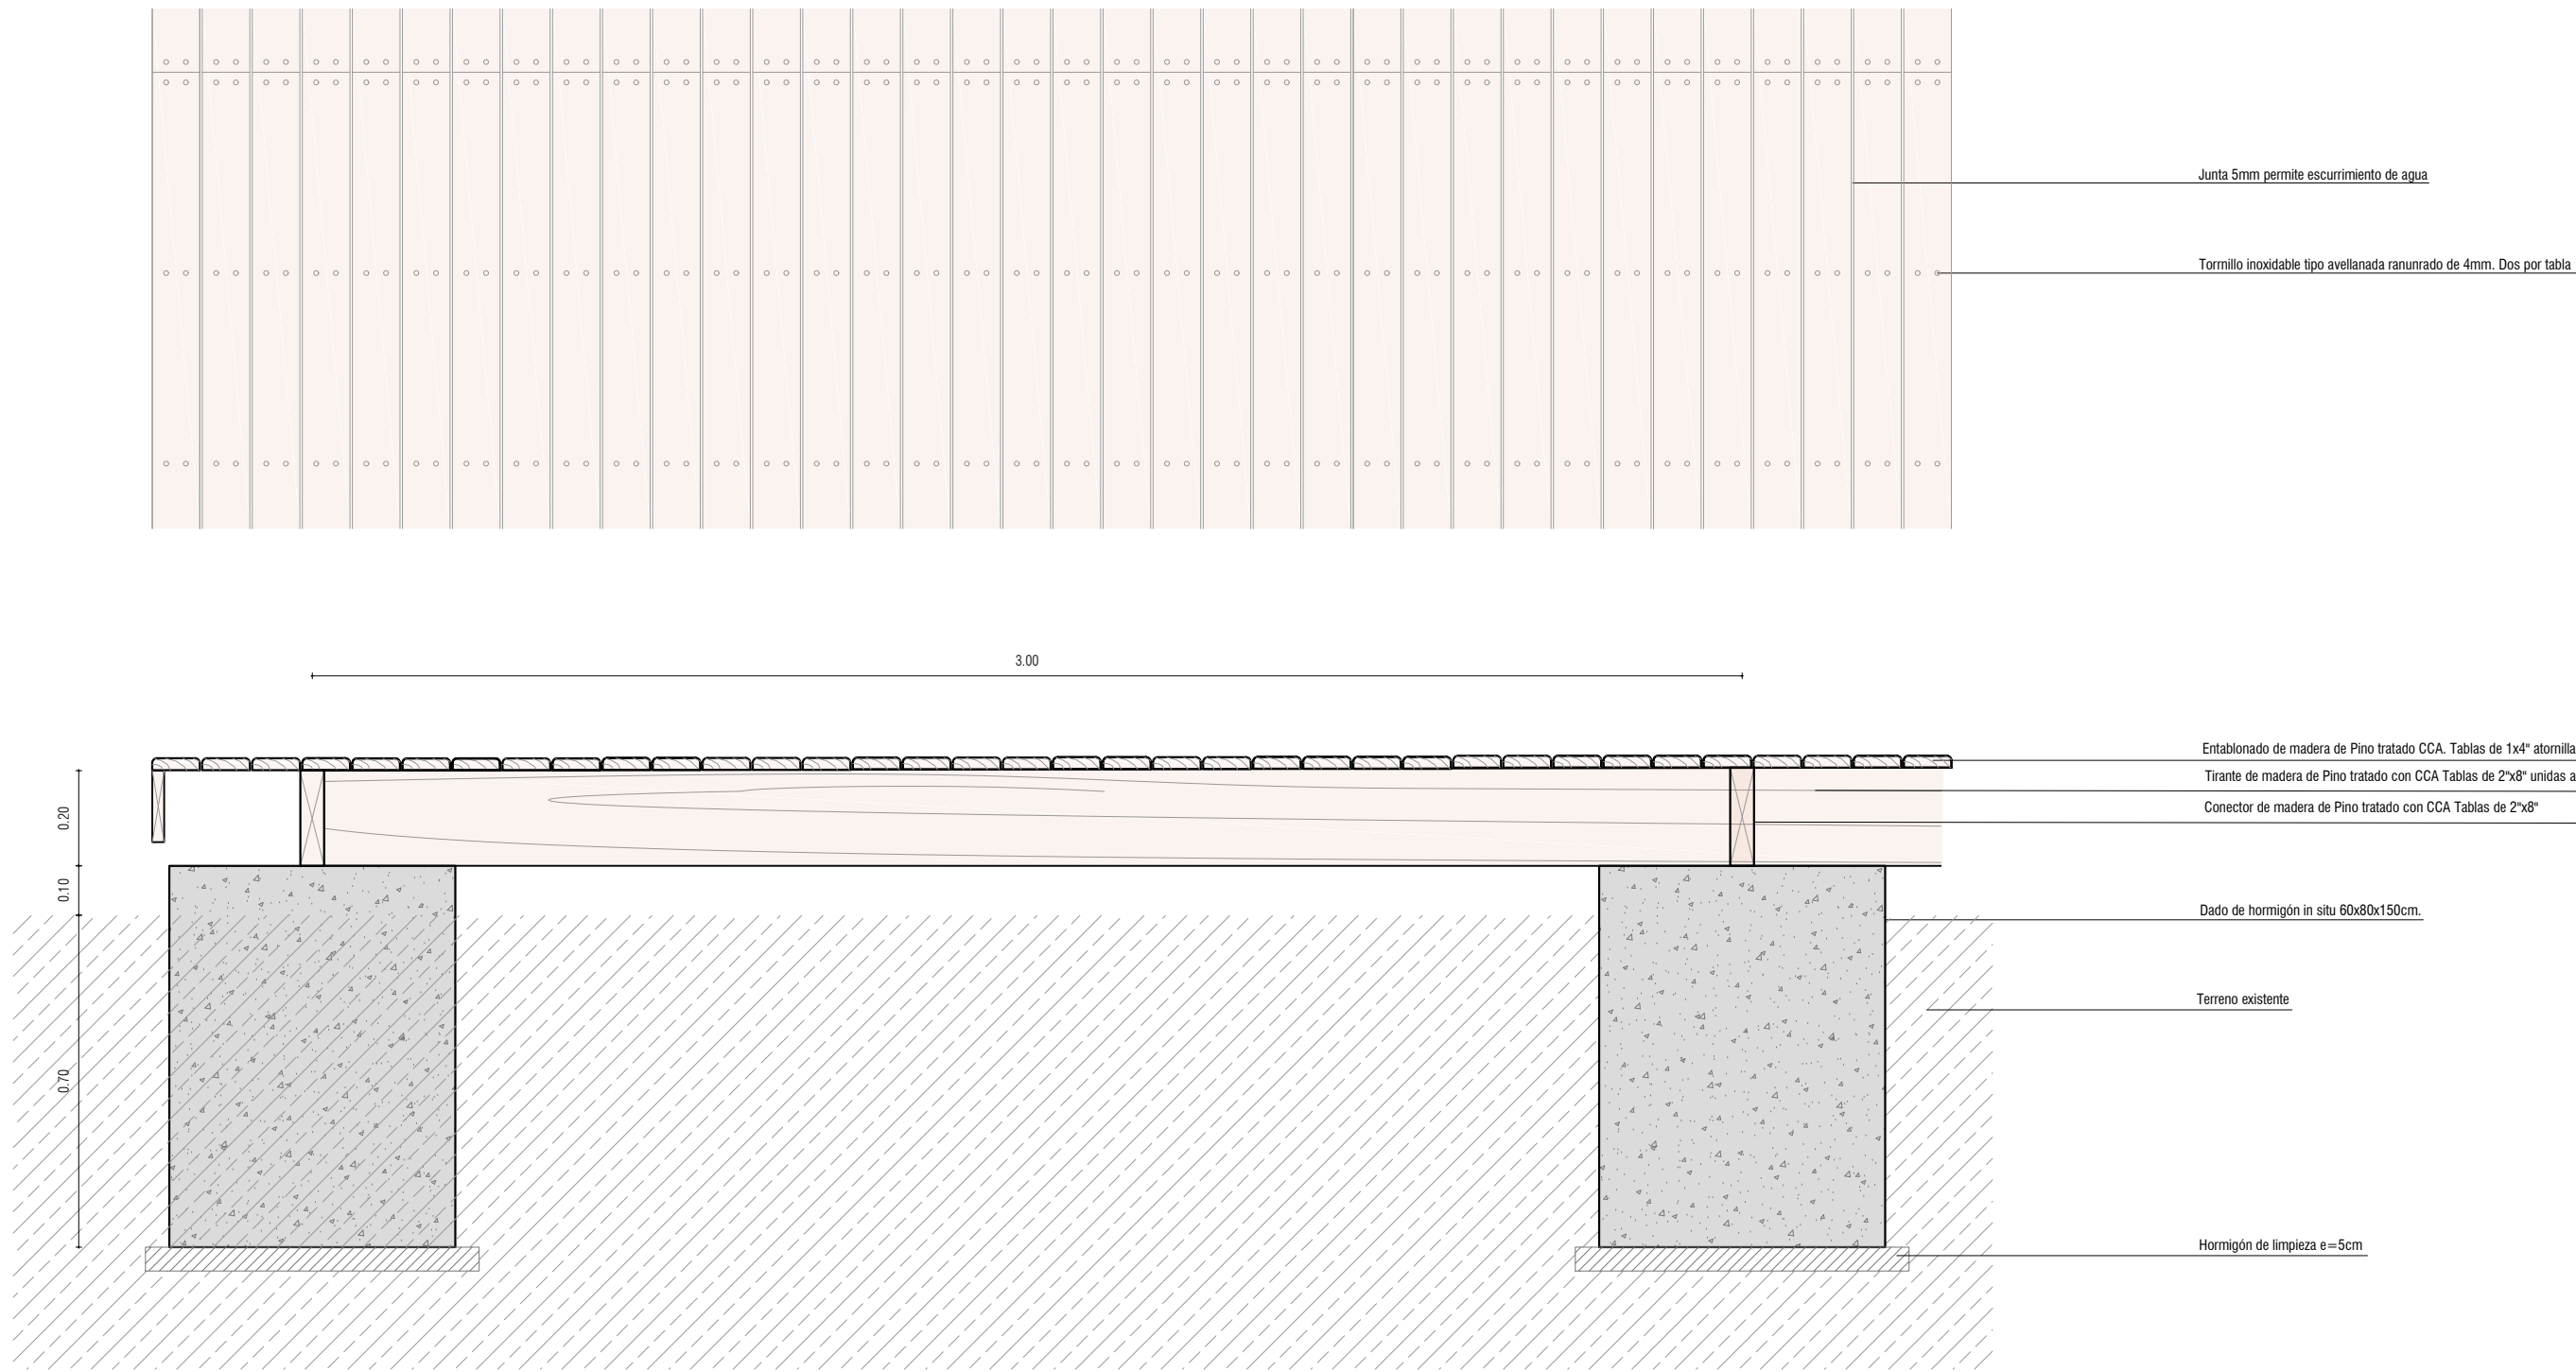 Junta 5mm permite escurrimiento de agua
Torrnillo inoxidable tipo avellanada ranunrado de 4mm. Dos por tabla
3.00
Entablonado de madera de Pino tratado CCA. Tablas de 1x4" atornilla
Tirante de madera de Pino tratado con CCA Tablas de 2"x8" unidas a
Conector de madera de Pino tratado con CCA Tablas de 2"x8"
0.20
0.10
Dado de hormigón in situ 60x80x150cm.
Terreno existente
0.70
Hormigón de limpieza e=5cm